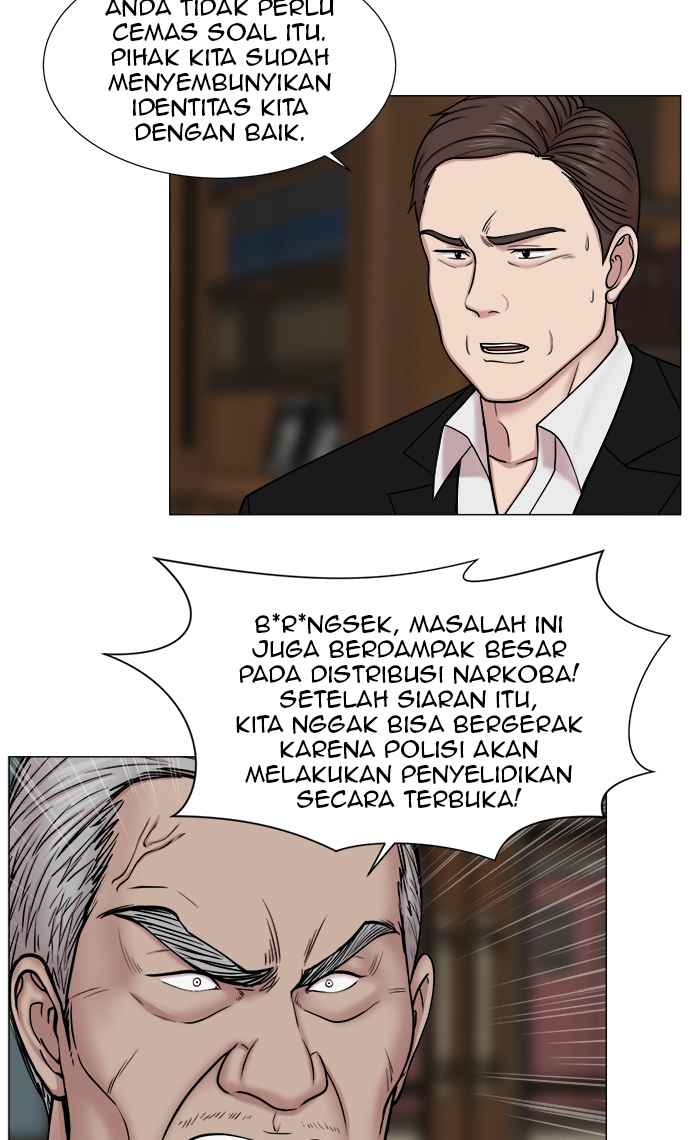 ANDA TIDAK PERLU
CEMAS SOAL ITU.
PIHAK KITA SUDAH
MENYEMBUNYIKAN
IDENTITAS KITA
DENGAN BAIK.
B*R*NGSEK, MASALAH INI
JUGA BERDAMPAK BESAR
PADA DISTRIBUSI NARKOBA!
SETELAH SIARAN ITU,
KITA NGGAK BISA BERGERAK
KARENA POLISI AKAN
MELAKUKAN PENYELIDIKAN
SECARA TERBUKA!